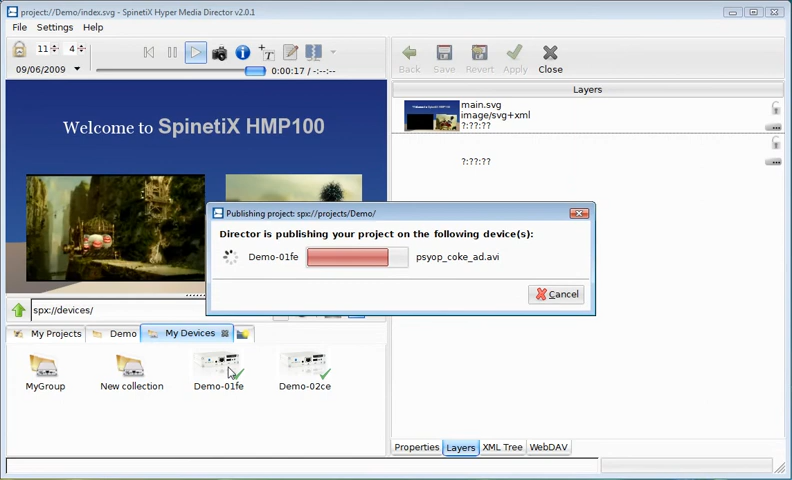 project://Demo/index.svg - SpinetiX Hyper Media Director v2.0.1
File Settings Help
11 4
09/06/2009
0:00:17 / -:--:--
Back Save Revert Apply Close
Layers
main.svg
image/svg+xml
?:??:??
?:??:??
Welcome to SpinetiX HMP100
Publishing project: spx://projects/Demo/
Director is publishing your project on the following device(s):
Demo-01fe psyop_coke_ad.avi
Cancel
spx://devices/
My Projects Demo My Devices
MyGroup New collection Demo-01fe Demo-02ce
Properties Layers XML Tree WebDAV